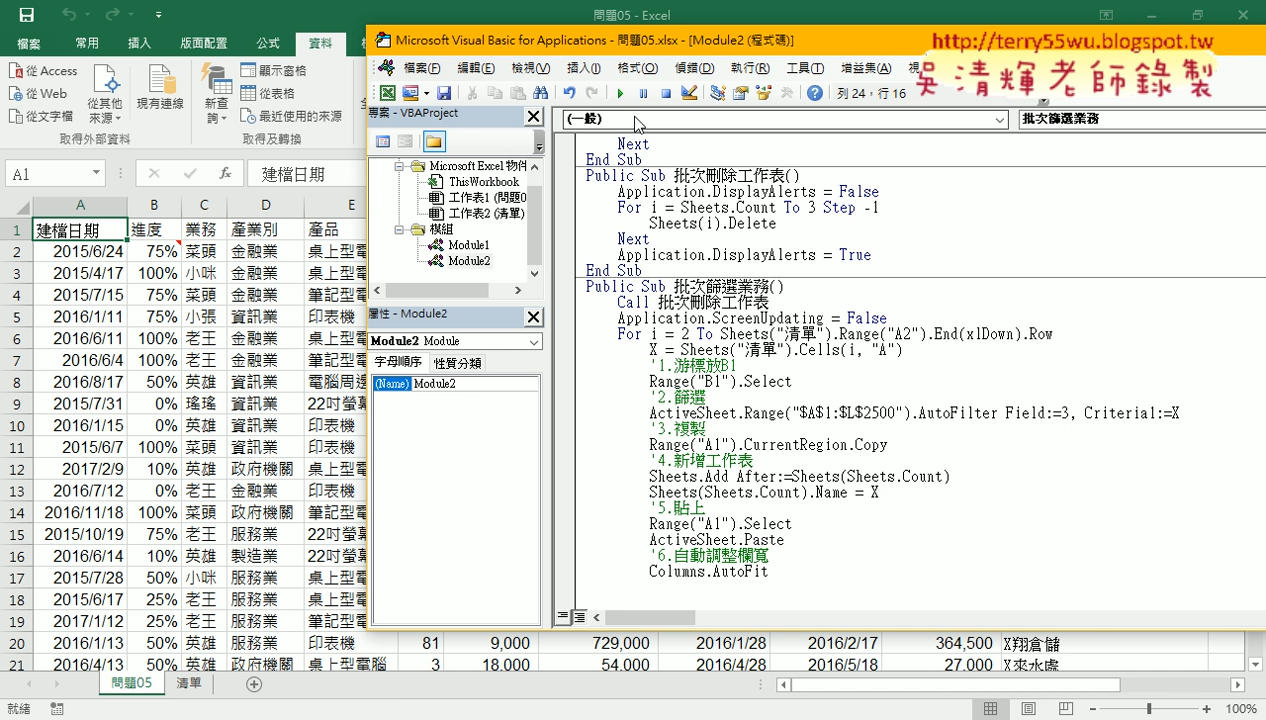 問題05 - Excel
檔案 常用 插入 版面配置 公式 資料
從 Access
從 Web
從文字檔
從其他
來源
現有連線
新查
詢
顯示窗格
從表格
最近使用的來源
取得外部資料
取得及轉換
A1
建檔日期
A B C D E
1 建檔日期 進度 業務 產業別 產品
2 2015/6/24 75% 菜頭 金融業 桌上型電
3 2015/4/17 100% 小咪 金融業 桌上型電
4 2015/7/15 75% 菜頭 金融業 筆記型電
5 2016/1/11 75% 小張 資訊業 印表機
6 2016/6/11 100% 老王 金融業 桌上型電
7 2016/6/4 100% 老王 金融業 筆記型電
8 2016/8/17 50% 英雄 資訊業 電腦周邊
9 2015/7/31 0% 瑤瑤 資訊業 22吋螢幕
10 2016/1/15 0% 英雄 資訊業 印表機
11 2015/6/7 100% 菜頭 資訊業 印表機
12 2017/2/9 10% 英雄 政府機關 桌上型電
13 2016/7/12 0% 老王 金融業 印表機
14 2016/11/18 100% 菜頭 政府機關 筆記型電
15 2015/10/19 75% 老王 服務業 22吋螢幕
16 2016/6/14 10% 英雄 製造業 22吋螢幕
17 2015/7/28 50% 小咪 服務業 桌上型電
18 2015/6/17 25% 老王 服務業 桌上型電
19 2017/1/12 25% 老王 服務業 筆記型電
20 2016/1/13 50% 英雄 服務業 印表機 81 9,000 729,000 2016/1/28 2016/2/17 364,500 X翔倉儲
21 2016/4/13 50% 英雄 政府機關 桌上型電腦 3 18,000 54,000 2016/4/28 2016/5/18 27,000 X來水處
問題05 清單
就緒
100%
Microsoft Visual Basic for Applications - 問題05.xlsx - [Module2 (程式碼)]
http://terry55wu.blogspot.tw
吳清輝老師錄製
檔案(F) 編輯(E) 檢視(V) 插入(I) 格式(O) 偵錯(D) 執行(R) 工具(T) 增益集(A) 視
列 24，行 16
專案 - VBAProject
Microsoft Excel 物件
ThisWorkbook
工作表1 (問題0
工作表2 (清單)
模組
Module1
Module2
屬性 - Module2
Module2 Module
字母順序 性質分類
(Name) Module2
(一般)
批次篩選業務
Next
End Sub
Public Sub 批次刪除工作表()
Application.DisplayAlerts = False
For i = Sheets.Count To 3 Step -1
Sheets(i).Delete
Next
Application.DisplayAlerts = True
End Sub
Public Sub 批次篩選業務()
Call 批次刪除工作表
Application.ScreenUpdating = False
For i = 2 To Sheets("清單").Range("A2").End(xlDown).Row
X = Sheets("清單").Cells(i, "A")
'1.游標放B1
Range("B1").Select
'2.篩選
ActiveSheet.Range("$A$1:$L$2500").AutoFilter Field:=3, Criteria1:=X
'3.複製
Range("A1").CurrentRegion.Copy
'4.新增工作表
Sheets.Add After:=Sheets(Sheets.Count)
Sheets(Sheets.Count).Name = X
'5.貼上
Range("A1").Select
ActiveSheet.Paste
'6.自動調整欄寬
Columns.AutoFit